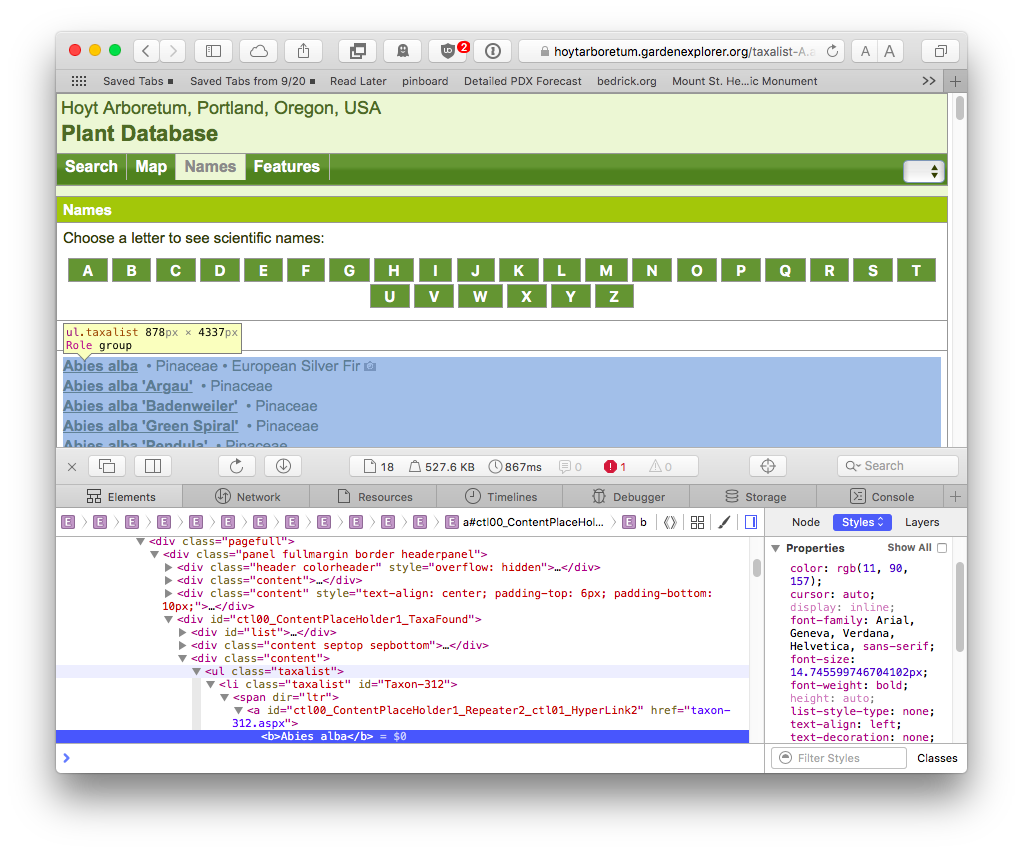 2
hoytarboretum.gardenexplorer.org/taxalist-A.a
A A
Saved Tabs Saved Tabs from 9/20 Read Later pinboard Detailed PDX Forecast bedrick.org Mount St. He...ic Monument >> +
Hoyt Arboretum, Portland, Oregon, USA
Plant Database
Search Map Names Features
Names
Choose a letter to see scientific names:
A B C D E F G H I J K L M N O P Q R S T
U V W X Y Z
ul.taxalist 878px × 4337px
Role group
Abies alba • Pinaceae • European Silver Fir
Abies alba 'Argau' • Pinaceae
Abies alba 'Badenweiler' • Pinaceae
Abies alba 'Green Spiral' • Pinaceae
Abies alba 'Pendula' • Pinaceae
× 18 527.6 KB 867ms 0 1 0 Search
Elements Network Resources Timelines Debugger Storage Console +
E E E E E E E E E E E E E a#ctl00_ContentPlaceHol... E b Node Styles Layers
<div class="pagefull">
<div class="panel fullmargin border headerpanel">
<div class="header colorheader" style="overflow: hidden">…</div>
<div class="content">…</div>
<div class="content" style="text-align: center; padding-top: 6px; padding-bottom:
10px;">…</div>
<div id="ctl00_ContentPlaceHolder1_TaxaFound">
<div id="list">…</div>
<div class="content septop sepbottom">…</div>
<div class="content">
<ul class="taxalist">
<li class="taxalist" id="Taxon-312">
<span dir="ltr">
<a id="ctl00_ContentPlaceHolder1_Repeater2_ctl01_HyperLink2" href="taxon-
312.aspx">
<b>Abies alba</b> = $0
Properties Show All
color: rgb(11, 90,
157);
cursor: auto;
display: inline;
font-family: Arial,
Geneva, Verdana,
Helvetica, sans-serif;
font-size:
14.745599746704102px;
font-weight: bold;
height: auto;
list-style-type: none;
text-align: left;
text-decoration: none;
Filter Styles Classes